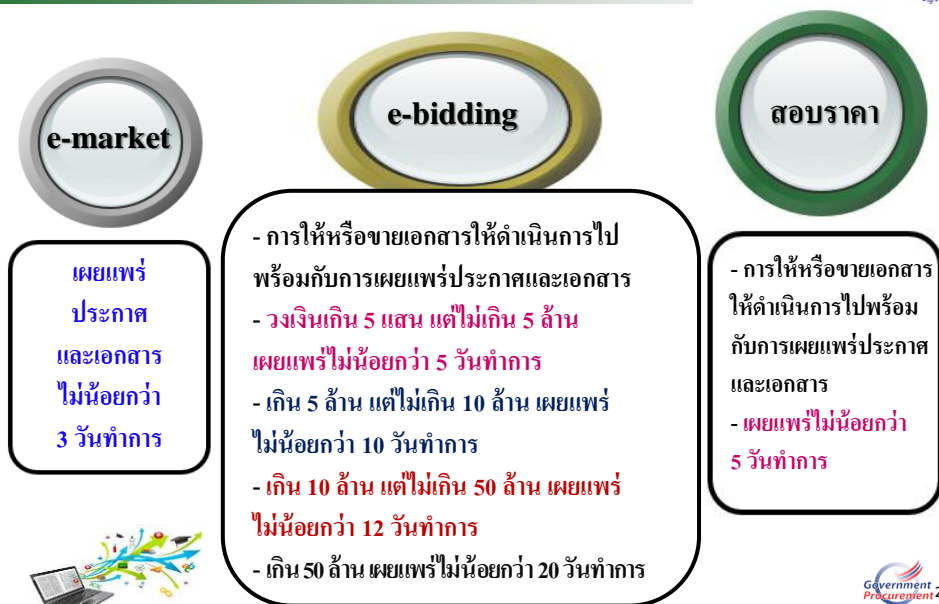 e-market
e-bidding
สอบราคา
เผยแพร่
ประกาศ
และเอกสาร
ไม่น้อยกว่า
3 วันทำการ
- การให้หรือขายเอกสารให้ดำเนินการไป
พร้อมกับการเผยแพร่ประกาศและเอกสาร
- วงเงินเกิน 5 แสน แต่ไม่เกิน 5 ล้าน
เผยแพร่ไม่น้อยกว่า 5 วันทำการ
- เกิน 5 ล้าน แต่ไม่เกิน 10 ล้าน เผยแพร่
ไม่น้อยกว่า 10 วันทำการ
- เกิน 10 ล้าน แต่ไม่เกิน 50 ล้าน เผยแพร่
ไม่น้อยกว่า 12 วันทำการ
- เกิน 50 ล้าน เผยแพร่ไม่น้อยกว่า 20 วันทำการ
- การให้หรือขายเอกสาร
ให้ดำเนินการไปพร้อม
กับการเผยแพร่ประกาศ
และเอกสาร
- เผยแพร่ไม่น้อยกว่า
5 วันทำการ
Government
Procurement